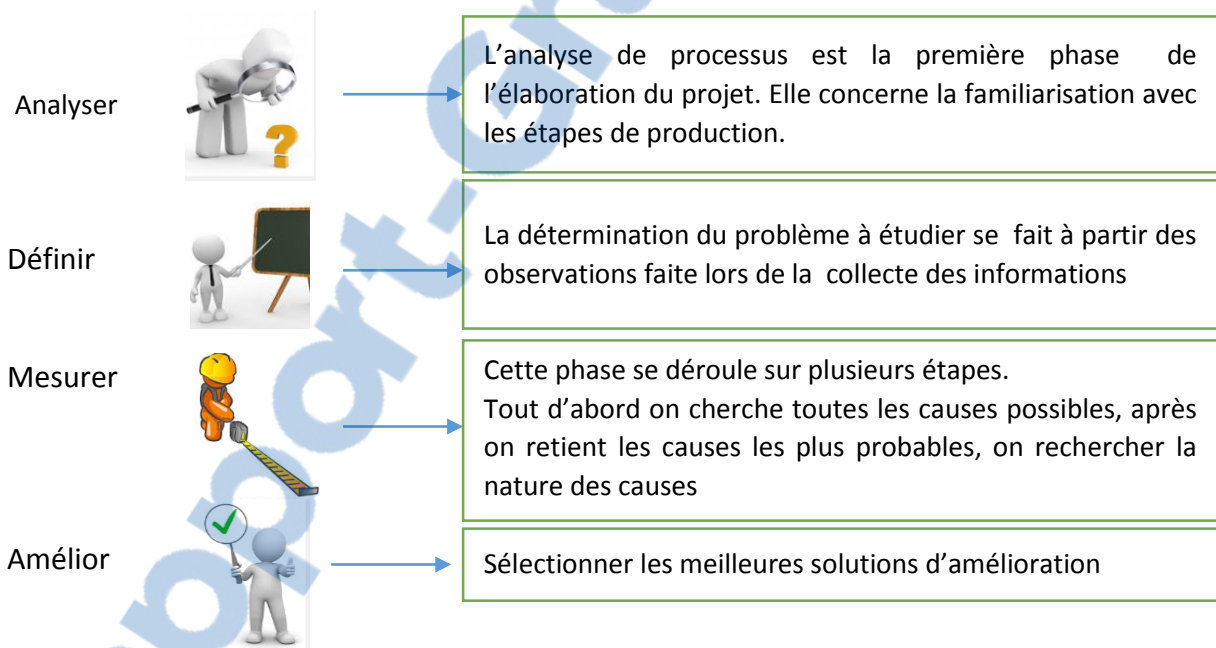 Analyser
L'analyse de processus est la première phase de
l'élaboration du projet. Elle concerne la familiarisation avec
les étapes de production.
Définir
La détermination du problème à étudier se fait à partir des
observations faite lors de la collecte des informations
Mesurer
Cette phase se déroule sur plusieurs étapes.
Tout d'abord on cherche toutes les causes possibles, après
on retient les causes les plus probables, on rechercher la
nature des causes
Amélior
Sélectionner les meilleures solutions d'amélioration